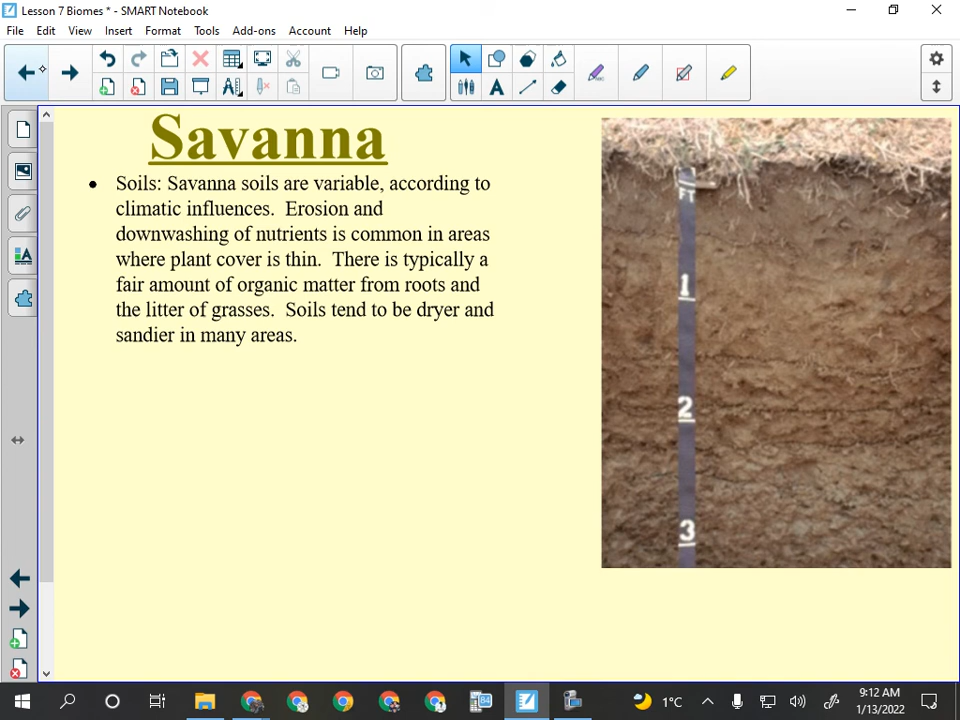 Lesson 7 Biomes * - SMART Notebook
File Edit View Insert Format Tools Add-ons Account Help
Savanna
• Soils: Savanna soils are variable, according to
climatic influences. Erosion and
downwashing of nutrients is common in areas
where plant cover is thin. There is typically a
fair amount of organic matter from roots and
the litter of grasses. Soils tend to be dryer and
sandier in many areas.
FT
1
2
3
84
1°C
9:12 AM
1/13/2022